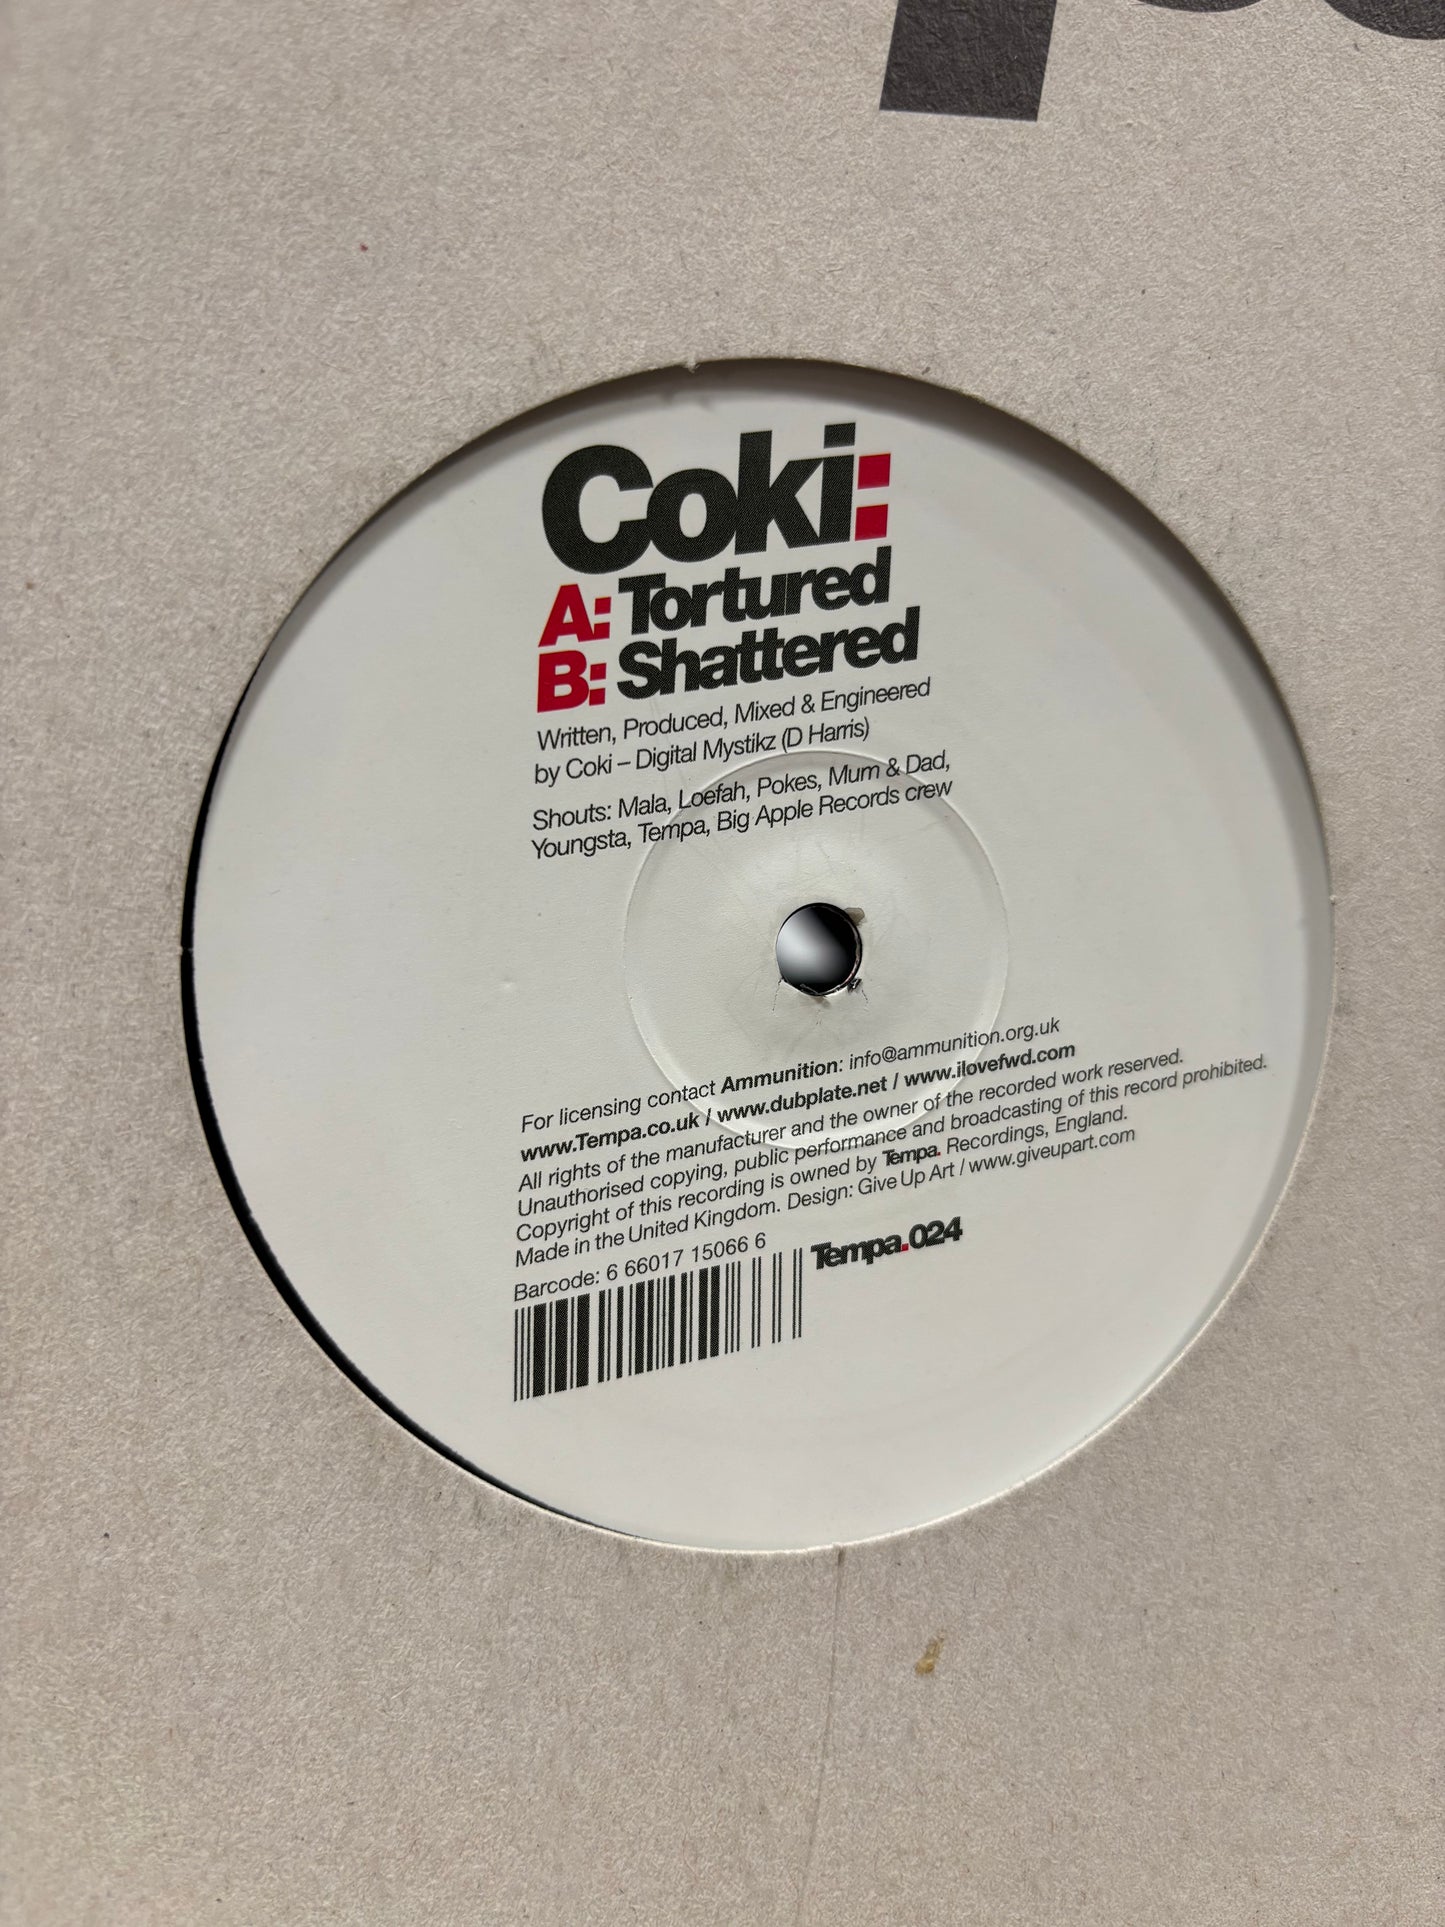 Coki:
A: Tortured
B: Shattered
Written, Produced, Mixed & Engineered
by Coki – Digital Mystikz (D Harris)
Shouts: Mala, Loefah, Pokes, Mum & Dad,
Youngsta, Tempa, Big Apple Records crew
For licensing contact Ammunition: info@ammunition.org.uk
www.Tempa.co.uk / www.dubplate.net / www.ilovefwd.com
All rights of the manufacturer and the owner of the recorded work reserved.
Unauthorised copying, public performance and broadcasting of this record prohibited.
Copyright of this recording is owned by Tempa. Recordings, England.
Made in the United Kingdom. Design: Give Up Art / www.giveupart.com
Barcode: 6 66017 15066 6
Tempa.024